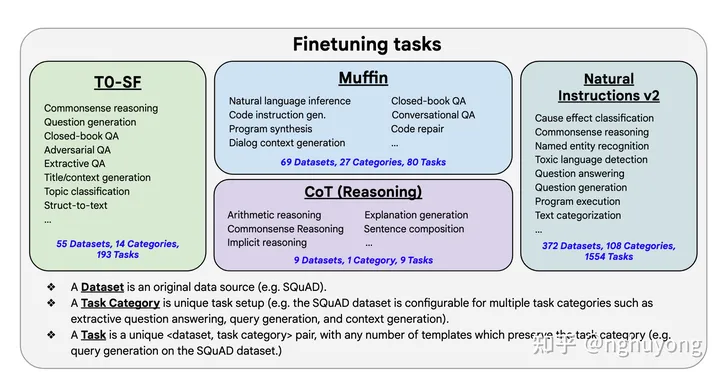 Finetuning tasks
T0-SF
Commonsense reasoning
Question generation
Closed-book QA
Adversarial QA
Extractive QA
Title/context generation
Topic classification
Struct-to-text
...
55 Datasets, 14 Categories,
193 Tasks
Muffin
Natural language inference
Code instruction gen.
Program synthesis
Dialog context generation
Closed-book QA
Conversational QA
Code repair
...
69 Datasets, 27 Categories, 80 Tasks
CoT (Reasoning)
Arithmetic reasoning
Commonsense Reasoning
Implicit reasoning
Explanation generation
Sentence composition
...
9 Datasets, 1 Category, 9 Tasks
Natural
Instructions v2
Cause effect classification
Commonsense reasoning
Named entity recognition
Toxic language detection
Question answering
Question generation
Program execution
Text categorization
...
372 Datasets, 108 Categories,
1554 Tasks
❖ A Dataset is an original data source (e.g. SQuAD).
❖ A Task Category is unique task setup (e.g. the SQuAD dataset is configurable for multiple task categories such as
extractive question answering, query generation, and context generation).
❖ A Task is a unique <dataset, task category> pair, with any number of templates which preserve the task category (e.g.
query generation on the SQuAD dataset.)
知乎 @nghuyong